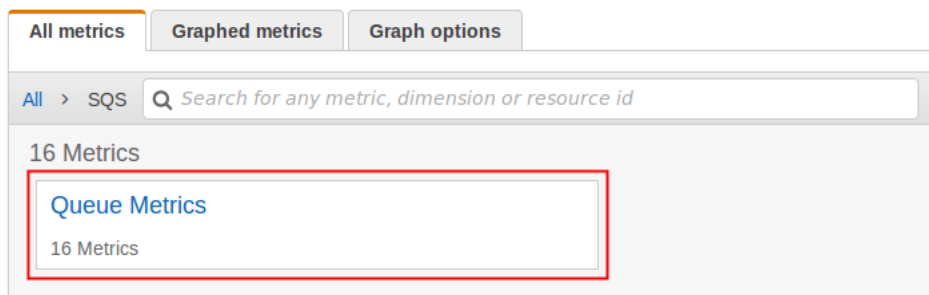 All metrics Graphed metrics Graph options
All > SQS Search for any metric, dimension or resource id
16 Metrics
Queue Metrics
16 Metrics